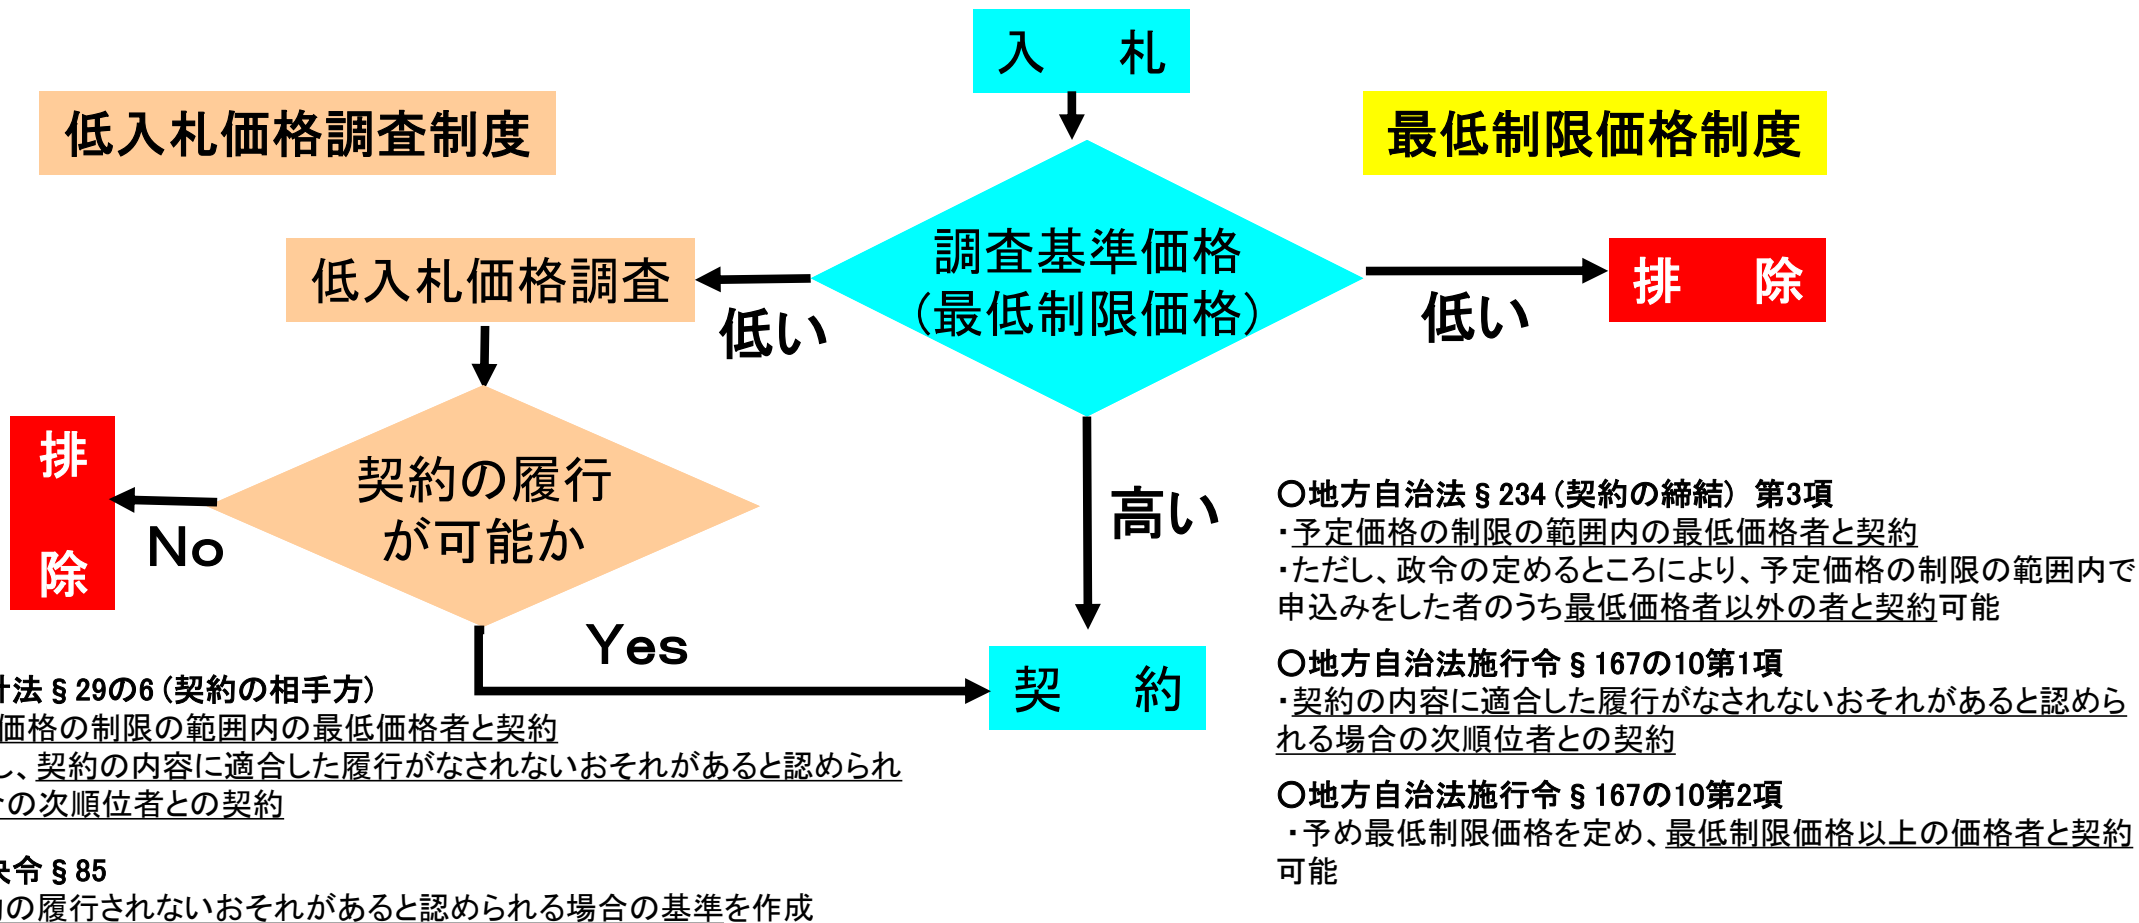 入　札
低入札価格調査制度
最低制限価格制度
調査基準価格
（最低制限価格）
低入札価格調査
低い
低い
排　除
契約の履行
が可能か
排
除
No
高い
Yes
契　約
○地方自治法§234（契約の締結） 第3項
・予定価格の制限の範囲内の最低価格者と契約
・ただし、政令の定めるところにより、予定価格の制限の範囲内で
申込みをした者のうち最低価格者以外の者と契約可能
○地方自治法施行令§167の10第1項
・契約の内容に適合した履行がなされないおそれがあると認めら
れる場合の次順位者との契約
○地方自治法施行令§167の10第2項
・予め最低制限価格を定め、最低制限価格以上の価格者と契約
可能
計法§29の6（契約の相手方）
価格の制限の範囲内の最低価格者と契約
し、契約の内容に適合した履行がなされないおそれがあると認められ
の次順位者との契約
令§85
の履行されないおそれがあると認められる場合の基準を作成